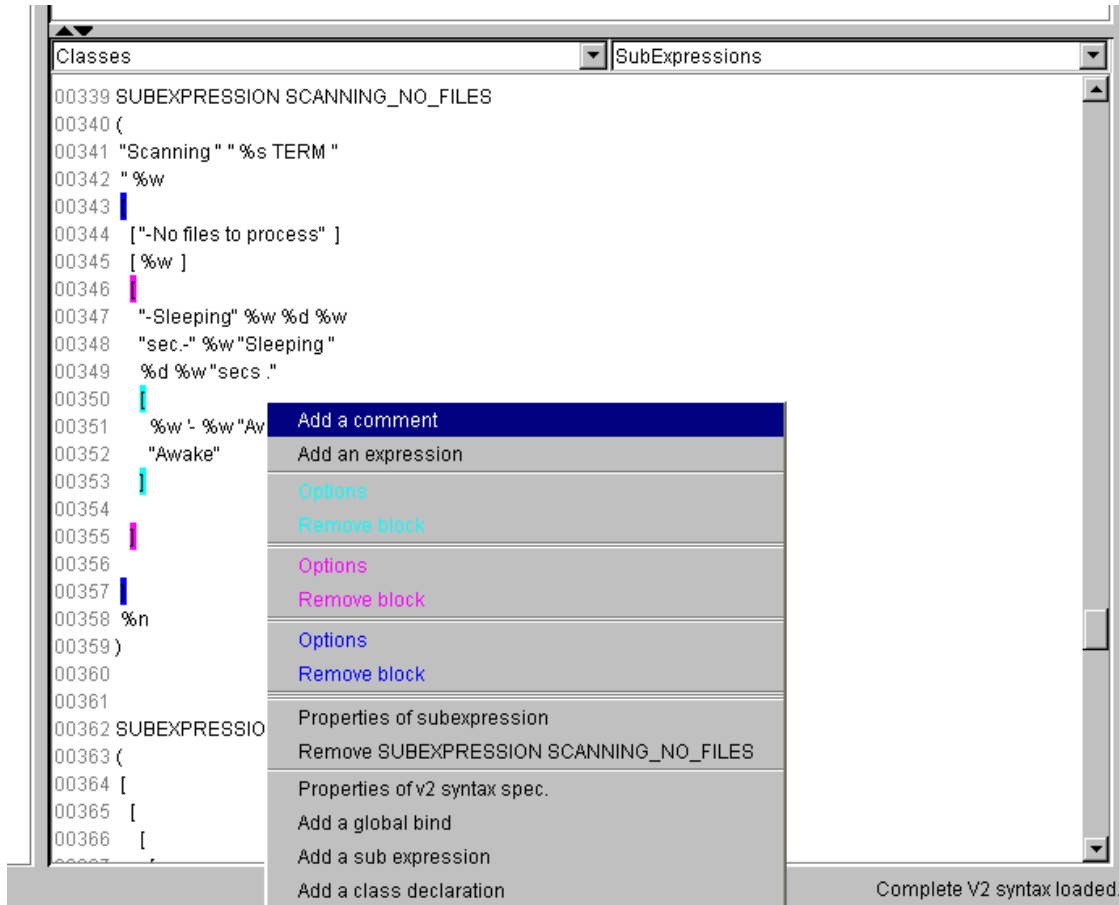 Classes SubExpressions
00339 SUBEXPRESSION SCANNING_NO_FILES
00340 (
00341 "Scanning " " %s TERM "
00342 " %w
00343 [
00344 ["-No files to process" ]
00345 [ %w ]
00346 [
00347 "-Sleeping" %w %d %w
00348 "sec.-" %w "Sleeping "
00349 %d %w "secs ."
00350 [
00351 %w '- %w "Av
00352 "Awake"
00353 ]
00354
00355 ]
00356
00357 ]
00358 %n
00359 )
00360
00361
00362 SUBEXPRESSIO
00363 (
00364 [
00365 [
00366 [
Add a comment
Add an expression
Options
Remove block
Options
Remove block
Options
Remove block
Properties of subexpression
Remove SUBEXPRESSION SCANNING_NO_FILES
Properties of v2 syntax spec.
Add a global bind
Add a sub expression
Add a class declaration
Complete V2 syntax loaded.